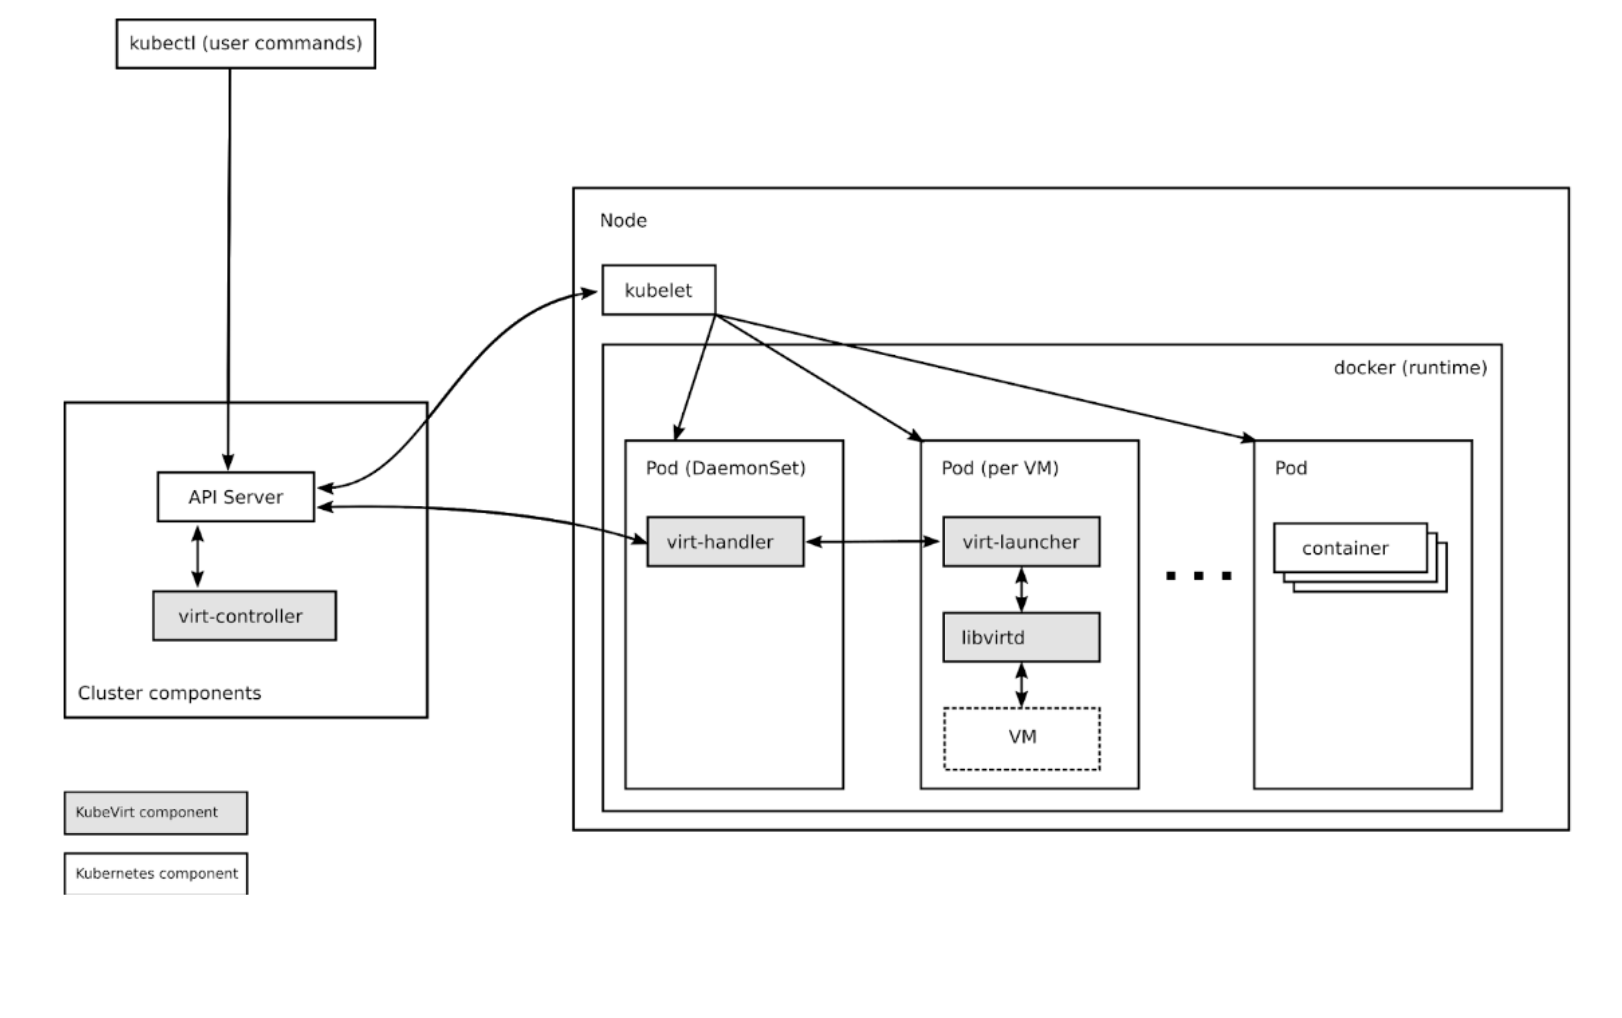 kubectl (user commands)
Node
kubelet
docker (runtime)
Pod (DaemonSet)
Pod (per VM)
Pod
API Server
virt-handler
virt-launcher
container
virt-controller
libvirtd
Cluster components
VM
KubeVirt component
Kubernetes component